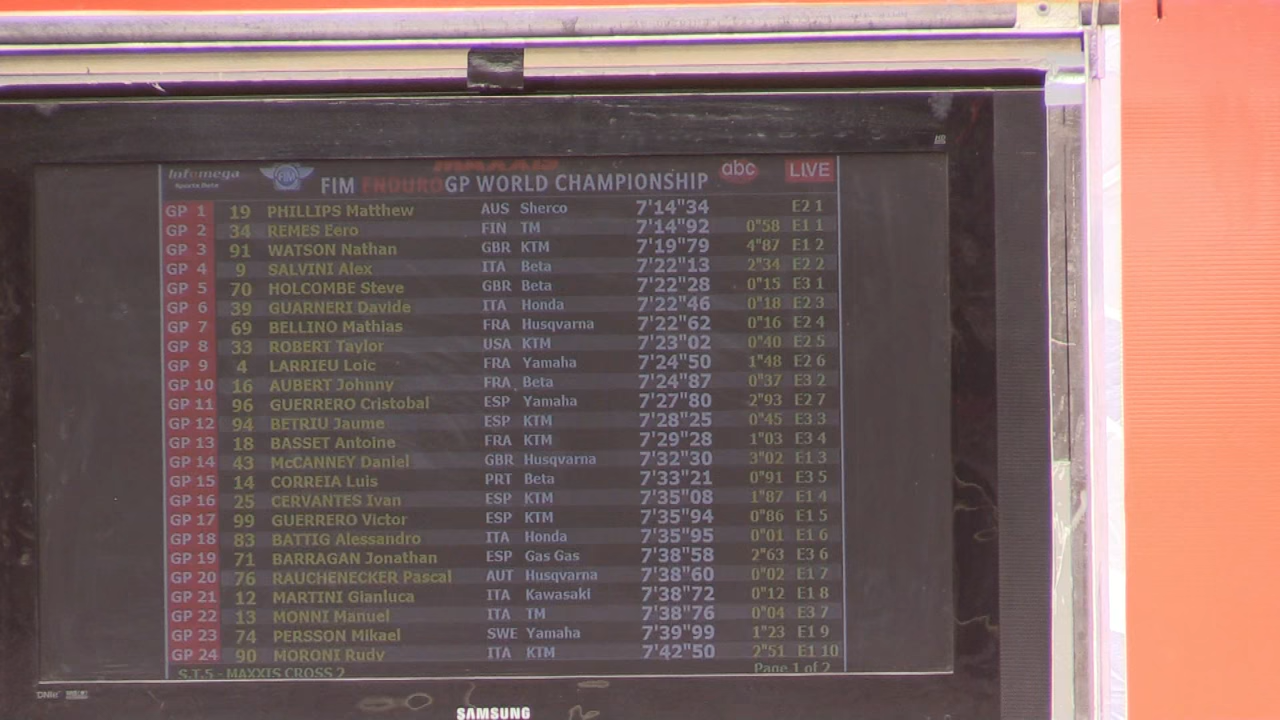 MAXXIS
Infomega
Sports Data
FIM
FIM ENDUROGP WORLD CHAMPIONSHIP
abc
LIVE
GP 1 19 PHILLIPS Matthew AUS Sherco 7'14"34 E2 1
GP 2 34 REMES Eero FIN TM 7'14"92 0"58 E1 1
GP 3 91 WATSON Nathan GBR KTM 7'19"79 4"87 E1 2
GP 4 9 SALVINI Alex ITA Beta 7'22"13 2"34 E2 2
GP 5 70 HOLCOMBE Steve GBR Beta 7'22"28 0"15 E3 1
GP 6 39 GUARNERI Davide ITA Honda 7'22"46 0"18 E2 3
GP 7 69 BELLINO Mathias FRA Husqvarna 7'22"62 0"16 E2 4
GP 8 33 ROBERT Taylor USA KTM 7'23"02 0"40 E2 5
GP 9 4 LARRIEU Loic FRA Yamaha 7'24"50 1"48 E2 6
GP 10 16 AUBERT Johnny FRA Beta 7'24"87 0"37 E3 2
GP 11 96 GUERRERO Cristobal ESP Yamaha 7'27"80 2"93 E2 7
GP 12 94 BETRIU Jaume ESP KTM 7'28"25 0"45 E3 3
GP 13 18 BASSET Antoine FRA KTM 7'29"28 1"03 E3 4
GP 14 43 McCANNEY Daniel GBR Husqvarna 7'32"30 3"02 E1 3
GP 15 14 CORREIA Luis PRT Beta 7'33"21 0"91 E3 5
GP 16 25 CERVANTES Ivan ESP KTM 7'35"08 1"87 E1 4
GP 17 99 GUERRERO Victor ESP KTM 7'35"94 0"86 E1 5
GP 18 83 BATTIG Alessandro ITA Honda 7'35"95 0"01 E1 6
GP 19 71 BARRAGAN Jonathan ESP Gas Gas 7'38"58 2"63 E3 6
GP 20 76 RAUCHENECKER Pascal AUT Husqvarna 7'38"60 0"02 E1 7
GP 21 12 MARTINI Gianluca ITA Kawasaki 7'38"72 0"12 E1 8
GP 22 13 MONNI Manuel ITA TM 7'38"76 0"04 E3 7
GP 23 74 PERSSON Mikael SWE Yamaha 7'39"99 1"23 E1 9
GP 24 90 MORONI Rudy ITA KTM 7'42"50 2"51 E1 10
S.T.5 - MAXXIS CROSS 2 Page 1 of 2
SAMSUNG